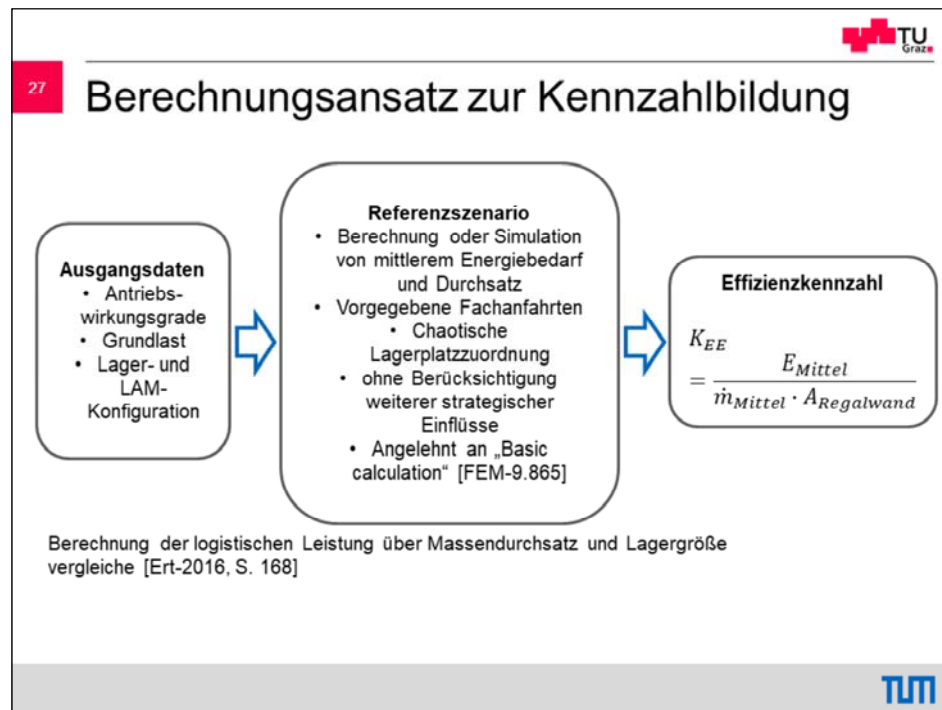 TU
Graz
27
Berechnungsansatz zur Kennzahlbildung
Ausgangsdaten
• Antriebs-
wirkungsgrade
• Grundlast
• Lager- und
LAM-
Konfiguration
Referenzszenario
• Berechnung oder Simulation
von mittlerem Energiebedarf
und Durchsatz
• Vorgegebene Fachanfahrten
• Chaotische
Lagerplatzzuordnung
• ohne Berücksichtigung
weiterer strategischer
Einflüsse
• Angelehnt an „Basic
calculation“ [FEM-9.865]
Effizienzkennzahl
K_EE
= E_Mittel / (ṁ_Mittel · A_Regalwand)
Berechnung der logistischen Leistung über Massendurchsatz und Lagergröße
vergleiche [Ert-2016, S. 168]
TUM